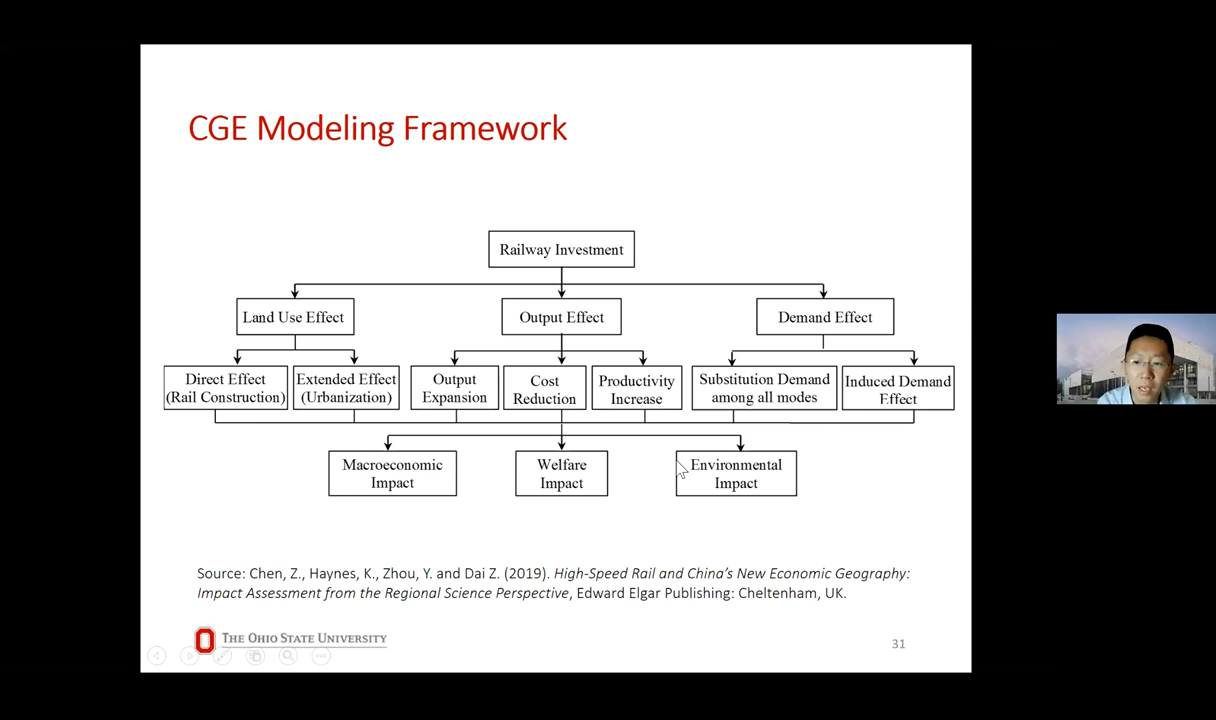 CGE Modeling Framework
Railway Investment
Land Use Effect
Output Effect
Demand Effect
Direct Effect
(Rail Construction)
Extended Effect
(Urbanization)
Output
Expansion
Cost
Reduction
Productivity
Increase
Substitution Demand
among all modes
Induced Demand
Effect
Macroeconomic
Impact
Welfare
Impact
Environmental
Impact
Source: Chen, Z., Haynes, K., Zhou, Y. and Dai Z. (2019). High-Speed Rail and China's New Economic Geography:
Impact Assessment from the Regional Science Perspective, Edward Elgar Publishing: Cheltenham, UK.
THE OHIO STATE UNIVERSITY
31